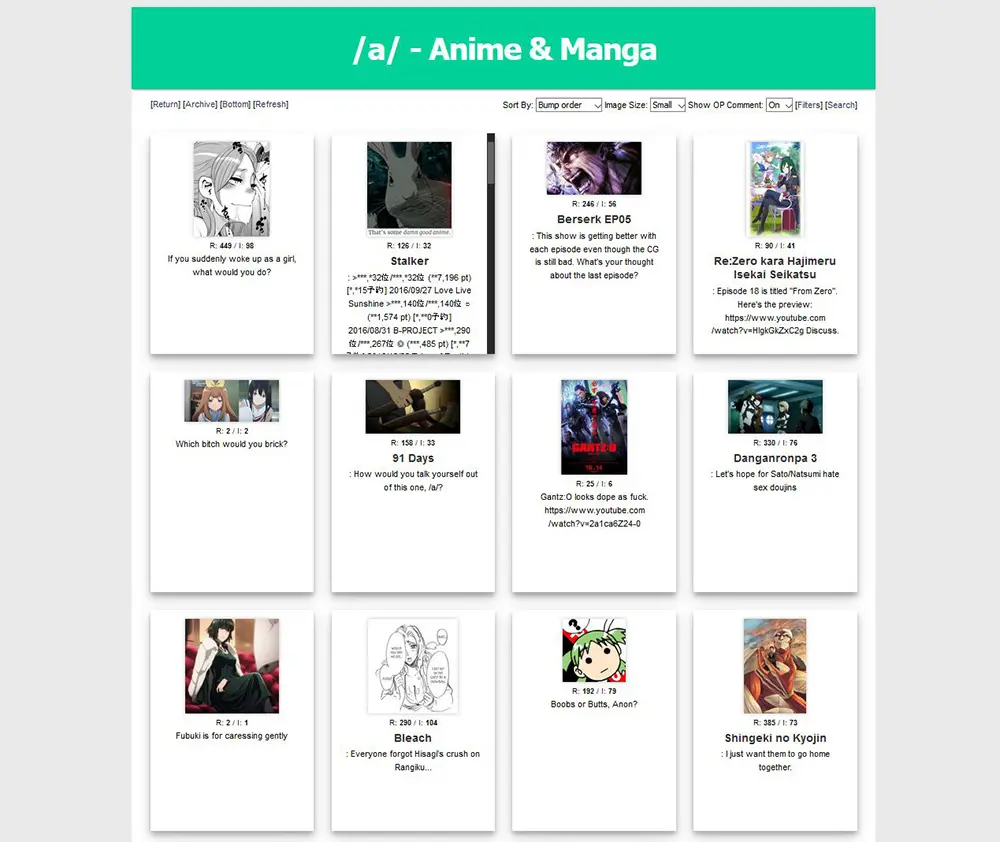 /a/ - Anime & Manga
[Return] [Archive] [Bottom] [Refresh]
Sort By: Bump order Image Size: Small Show OP Comment: On [Filters] [Search]
R: 449 / I: 98
If you suddenly woke up as a girl,
what would you do?
That's some damn good anime.
R: 126 / I: 32
Stalker
: >***,*32位/***,*32位 (**7,196 pt)
[*,*15予約] 2016/09/27 Love Live
Sunshine >***,140位/***,140位 ○
(**1,574 pt) [*,**0予約]
2016/08/31 B-PROJECT >***,290
位/***,267位 ◎ (***,485 pt) [*,**7
R: 246 / I: 56
Berserk EP05
: This show is getting better with
each episode even though the CG
is still bad. What's your thought
about the last episode?
R: 90 / I: 41
Re:Zero kara Hajimeru
Isekai Seikatsu
: Episode 18 is titled "From Zero".
Here's the preview:
https://www.youtube.com
/watch?v=HIgkGkZxC2g Discuss.
R: 2 / I: 2
Which bitch would you brick?
R: 158 / I: 33
91 Days
: How would you talk yourself out
of this one, /a/?
GANTZ:O
10.14
R: 25 / I: 6
Gantz:O looks dope as fuck.
https://www.youtube.com
/watch?v=2a1ca6Z24-0
R: 330 / I: 76
Danganronpa 3
: Let's hope for Sato/Natsumi hate
sex doujins
R: 2 / I: 1
Fubuki is for caressing gently
R: 290 / I: 104
Bleach
: Everyone forgot Hisagi's crush on
Rangiku...
?
R: 192 / I: 79
Boobs or Butts, Anon?
R: 385 / I: 73
Shingeki no Kyojin
: I just want them to go home
together.